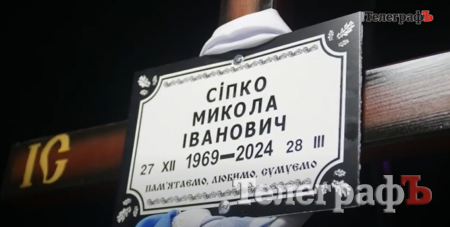 ТелеграфЪ
СІПКО
МИКОЛА
ІВАНОВИЧ
27 XII 1969—2024 28 III
ПАМ'ЯТАЄМО, ЛЮБИМО, СУМУЄМО
ІС
ТелеграфЪ